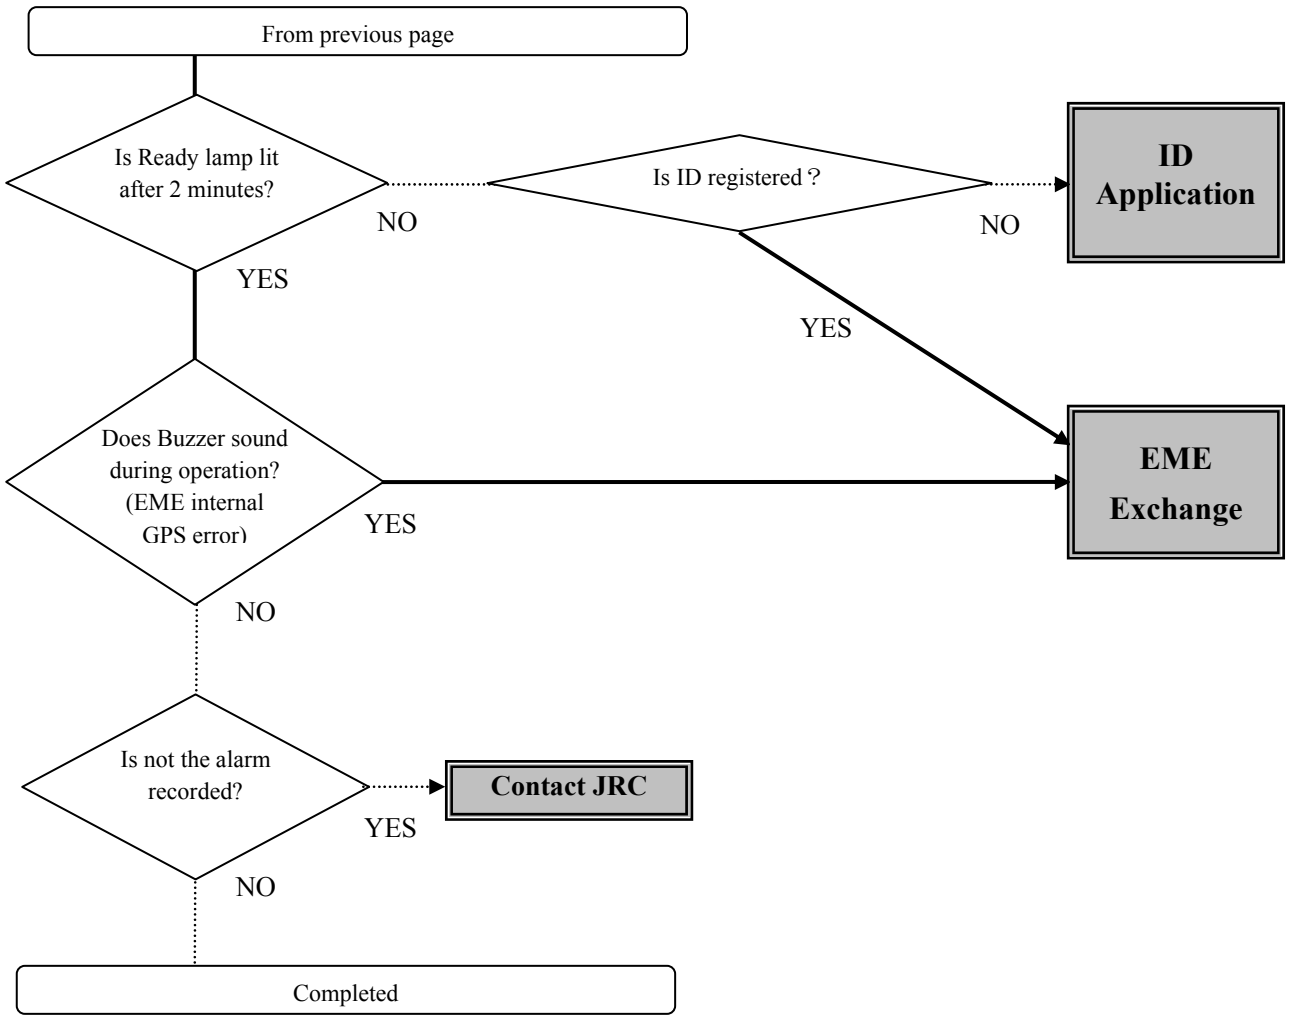 From previous page
Is Ready lamp lit
after 2 minutes?
NO
YES
Is ID registered？
NO
YES
ID
Application
Does Buzzer sound
during operation?
(EME internal
GPS error)
YES
NO
EME
Exchange
Is not the alarm
recorded?
YES
NO
Contact JRC
Completed